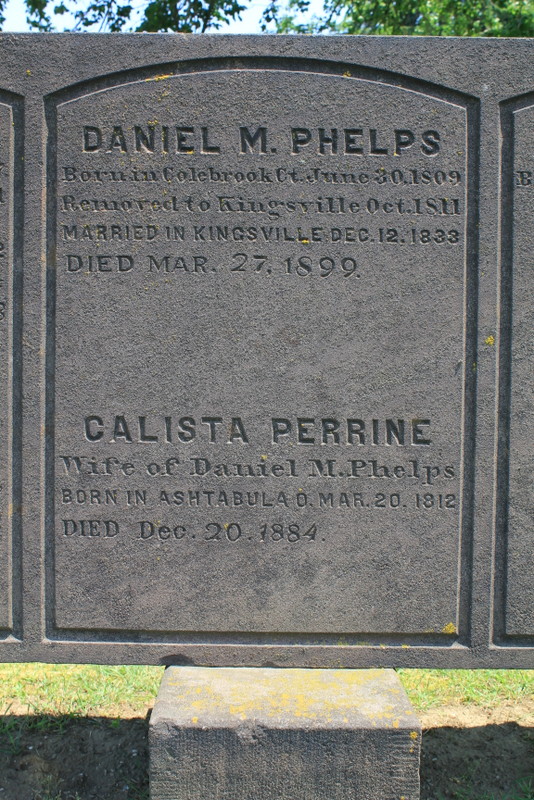 DANIEL M. PHELPS
Born in Colebrook Ct. June 30. 1809
Removed to Kingsville Oct. 1811
MARRIED IN KINGSVILLE DEC. 12. 1833
DIED MAR. 27. 1899.
CALISTA PERRINE
Wife of Daniel M. Phelps
BORN IN ASHTABULA O. MAR. 20. 1812
DIED Dec. 20. 1884.